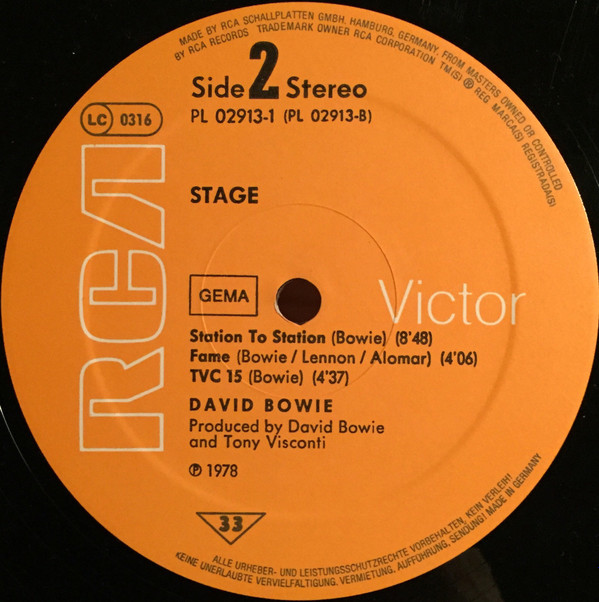 MADE BY RCA SCHALLPLATTEN GMBH. HAMBURG, GERMANY, FROM MASTERS OWNED OR CONTROLLED
BY RCA RECORDS TRADEMARK OWNER RCA CORPORATION TM(S) ® REG MARCA(S) REGISTRADA(S)
Side 2 Stereo
PL 02913-1 (PL 02913-B)
LC 0316
RCA
STAGE
GEMA
Victor
Station To Station (Bowie) (8'48)
Fame (Bowie / Lennon / Alomar) (4'06)
TVC 15 (Bowie) (4'37)
DAVID BOWIE
Produced by David Bowie
and Tony Visconti
℗ 1978
33
ALLE URHEBER- UND LEISTUNGSSCHUTZRECHTE VORBEHALTEN, KEIN VERLEIH!
KEINE UNERLAUBTE VERVIELFÄLTIGUNG, VERMIETUNG, AUFFÜHRUNG, SENDUNG! MADE IN GERMANY